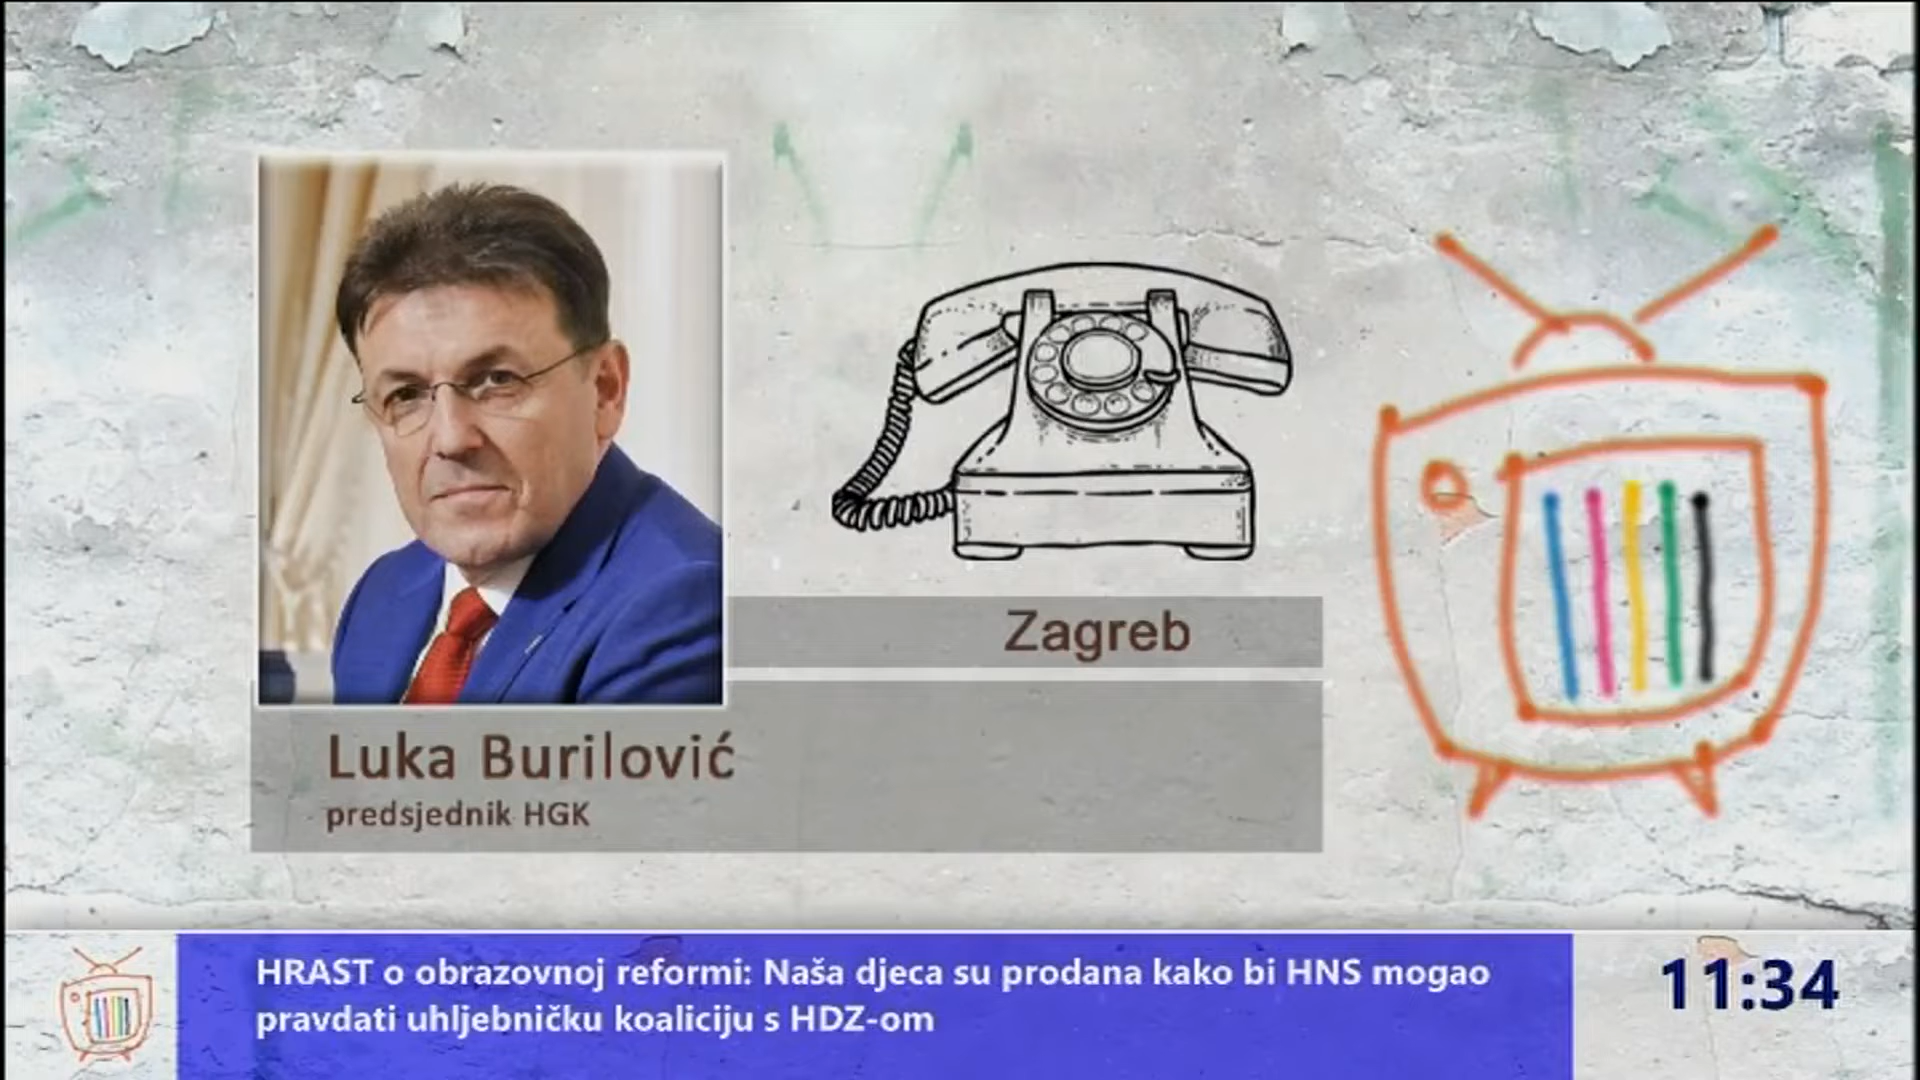 Zagreb
Luka Burilović
predsjednik HGK
HRAST o obrazovnoj reformi: Naša djeca su prodana kako bi HNS mogao
pravdati uhljebničku koaliciju s HDZ-om
11:34